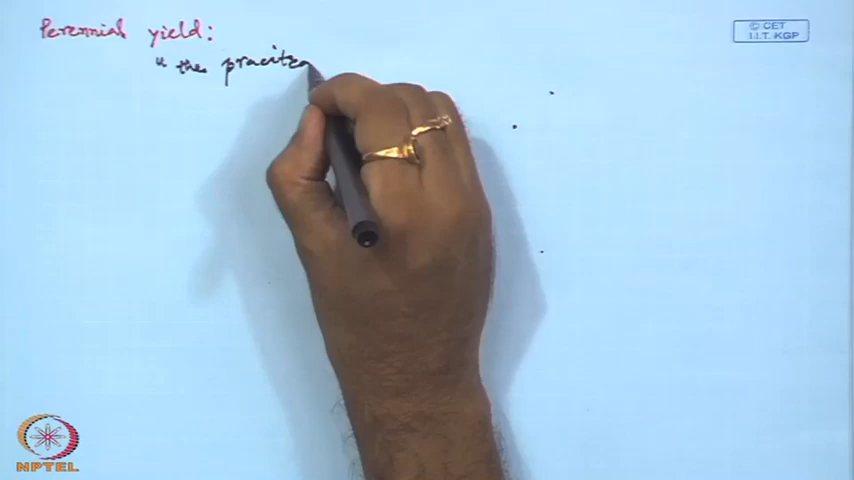 Perennial yield:
" the practica
© CET
I.I.T. KGP
NPTEL